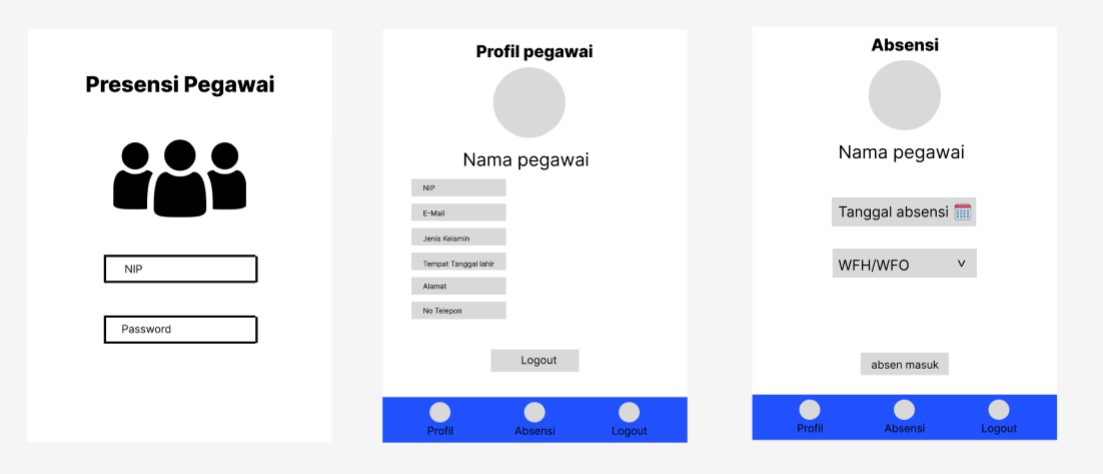 Presensi Pegawai
NIP
Password
Profil pegawai
Nama pegawai
NIP
E-Mail
Jenis Kelamin
Tempat Tanggal lahir
Alamat
No Telepon
Logout
Profil Absensi Logout
Absensi
Nama pegawai
Tanggal absensi
WFH/WFO
absen masuk
Profil Absensi Logout